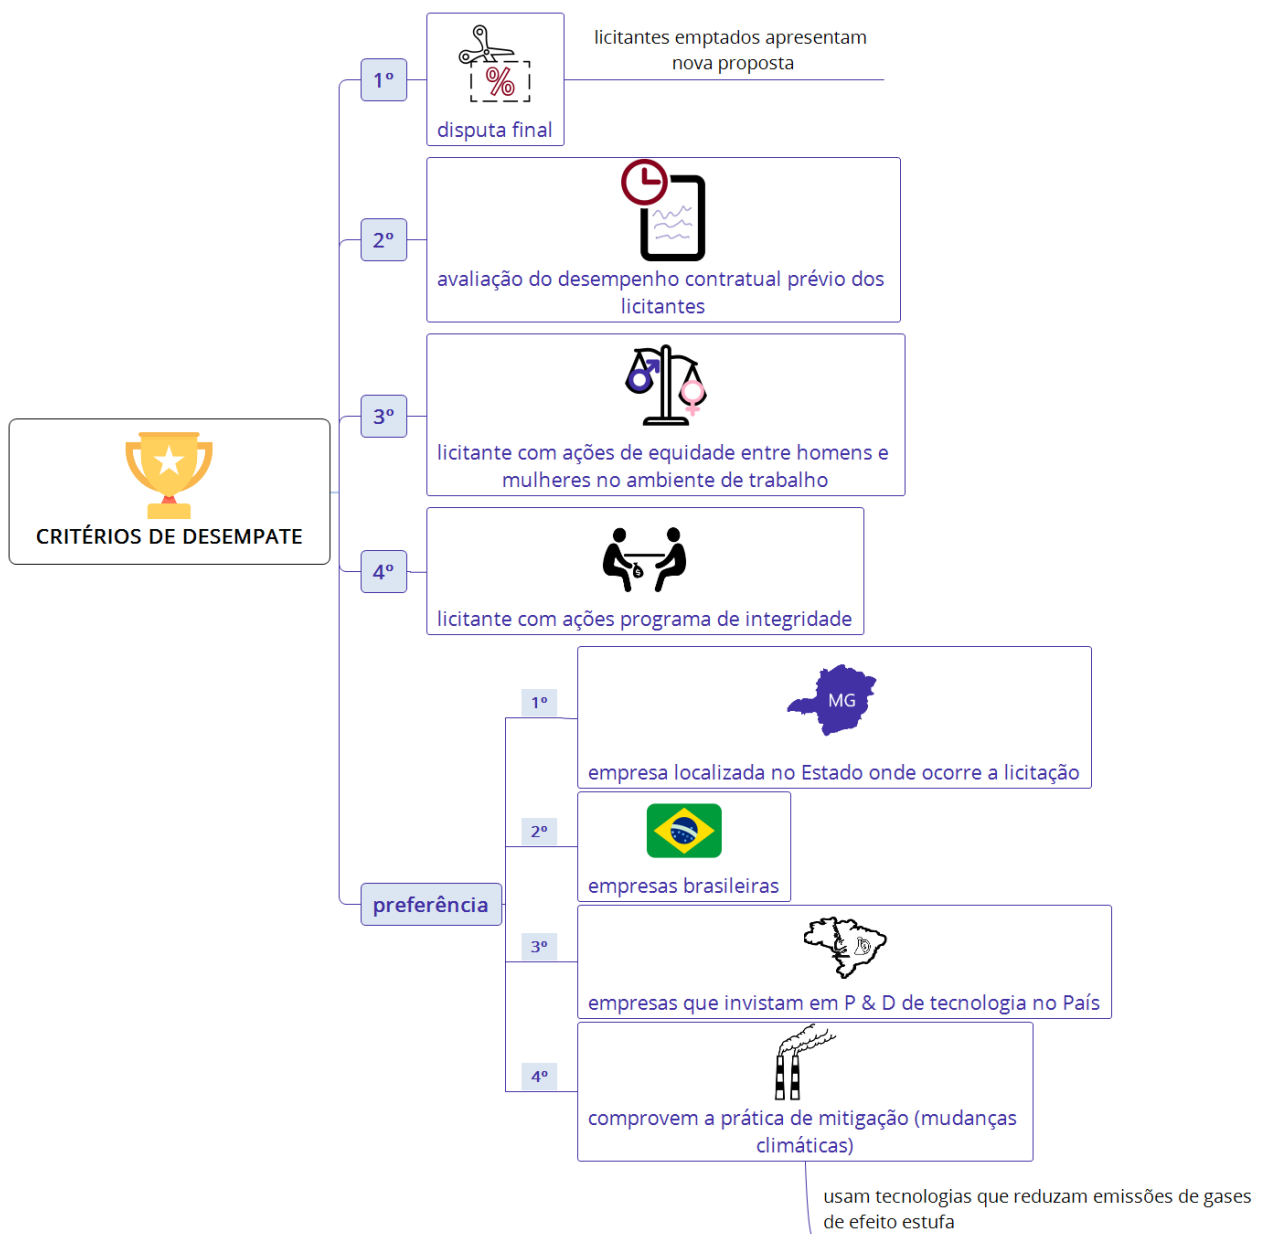 licitantes emptados apresentam
nova proposta
1º
%
disputa final
2º
avaliação do desempenho contratual prévio dos
licitantes
3º
licitante com ações de equidade entre homens e
mulheres no ambiente de trabalho
CRITÉRIOS DE DESEMPATE
4º
licitante com ações programa de integridade
1º
MG
empresa localizada no Estado onde ocorre a licitação
2º
empresas brasileiras
preferência
3º
empresas que invistam em P & D de tecnologia no País
4º
comprovem a prática de mitigação (mudanças
climáticas)
usam tecnologias que reduzam emissões de gases
de efeito estufa